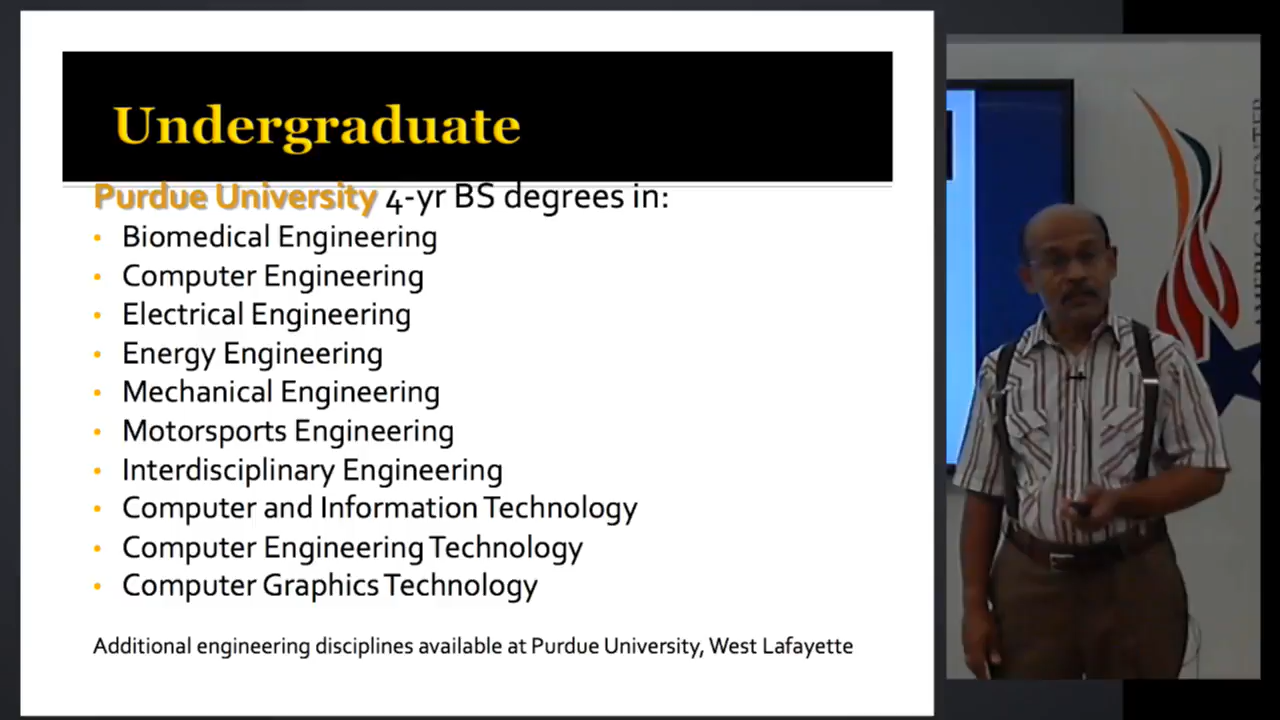 Undergraduate
Purdue University 4-yr BS degrees in:
• Biomedical Engineering
• Computer Engineering
• Electrical Engineering
• Energy Engineering
• Mechanical Engineering
• Motorsports Engineering
• Interdisciplinary Engineering
• Computer and Information Technology
• Computer Engineering Technology
• Computer Graphics Technology
Additional engineering disciplines available at Purdue University, West Lafayette
AMERICAN CENTER